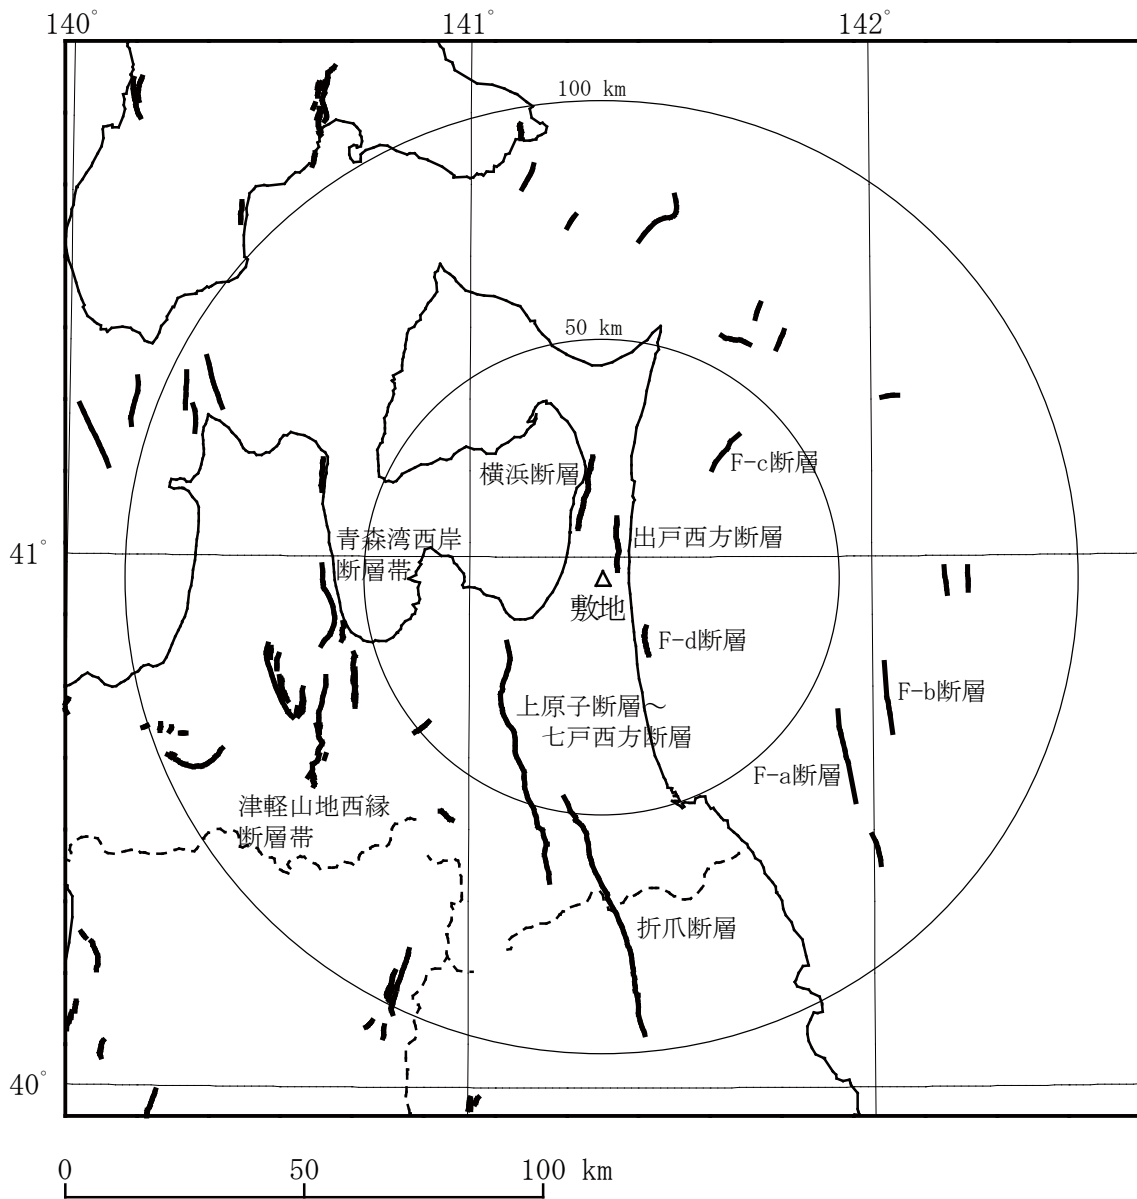 140°
141°
142°
100 km
50 km
横浜断層
F-c断層
青森湾西岸
断層帯
出戸西方断層
41°
敷地
F-d断層
F-b断層
上原子断層～
七戸西方断層
F-a断層
津軽山地西縁
断層帯
折爪断層
40°
0
50
100 km